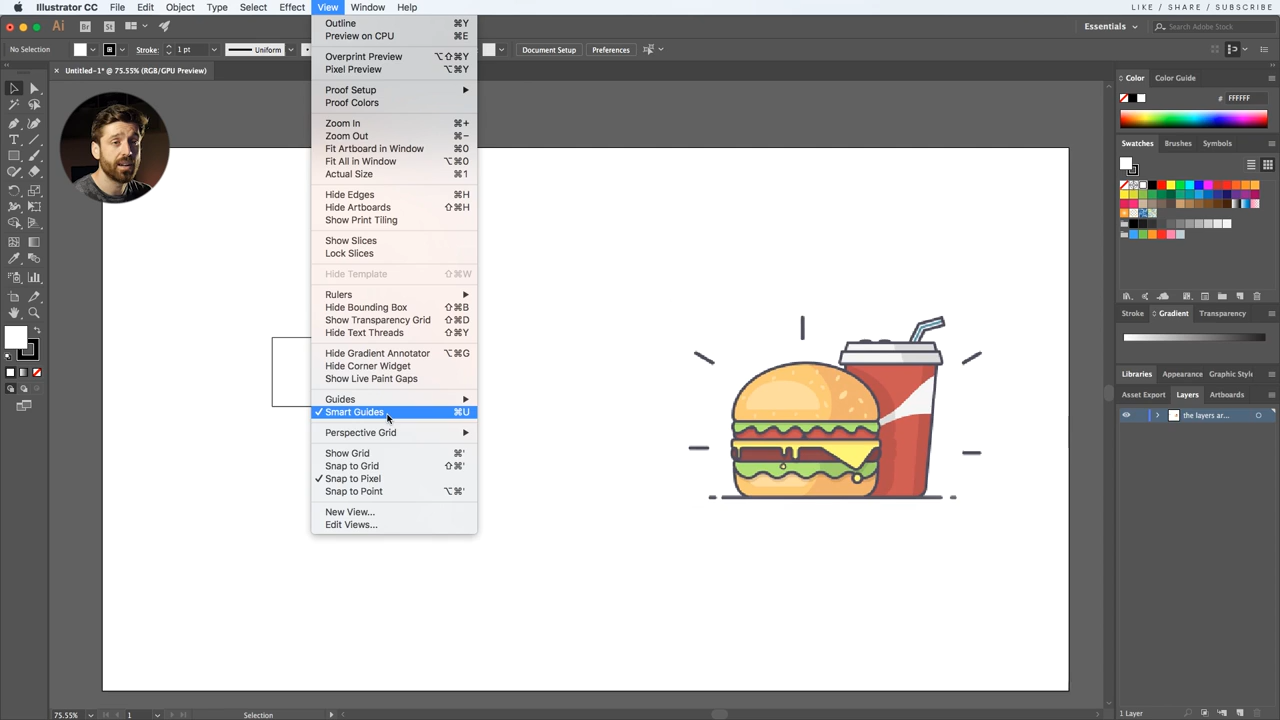 Illustrator CC File Edit Object Type Select Effect View Window Help
LIKE / SHARE / SUBSCRIBE
Ai Br St Essentials Search Adobe Stock
No Selection Stroke: 1 pt Uniform Document Setup Preferences
× Untitled-1* @ 75.55% (RGB/GPU Preview)
Outline ⌘Y
Preview on CPU ⌘E
Overprint Preview ⌥⇧⌘Y
Pixel Preview ⌥⌘Y
Proof Setup
Proof Colors
Zoom In ⌘+
Zoom Out ⌘−
Fit Artboard in Window ⌘0
Fit All in Window ⌥⌘0
Actual Size ⌘1
Hide Edges ⌘H
Hide Artboards ⇧⌘H
Show Print Tiling
Show Slices
Lock Slices
Hide Template ⇧⌘W
Rulers
Hide Bounding Box ⇧⌘B
Show Transparency Grid ⇧⌘D
Hide Text Threads ⇧⌘Y
Hide Gradient Annotator ⌥⌘G
Hide Corner Widget
Show Live Paint Gaps
Guides
✓ Smart Guides ⌘U
Perspective Grid
Show Grid ⌘'
Snap to Grid ⇧⌘'
✓ Snap to Pixel
Snap to Point ⌥⌘'
New View...
Edit Views...
Color Color Guide
# FFFFFF
Swatches Brushes Symbols
Stroke Gradient Transparency
Libraries Appearance Graphic Style
Asset Export Layers Artboards
the layers ar...
1 Layer
75.55% 1 Selection